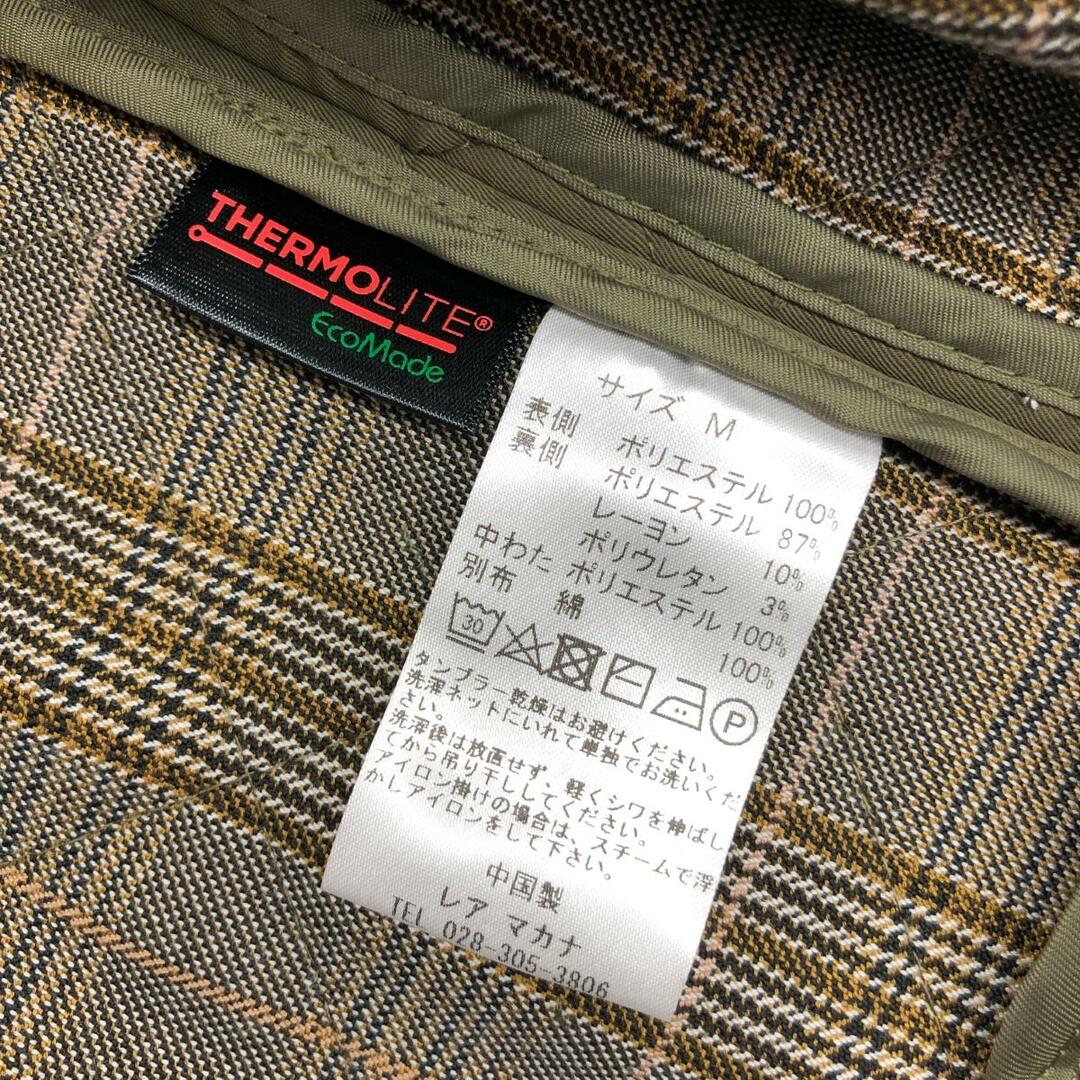 THERMOLITE®
EcoMade
サイズ M
表側 ポリエステル 100%
裏側 ポリエステル 87%
レーヨン 10%
ポリウレタン 3%
中わた ポリエステル 100%
別布 綿 100%
30
P
タンブラー乾燥はお避けください。
洗濯ネットにいれて単独でお洗いくだ
さい。
洗濯後は放置せず、軽くシワを伸ばし
てから吊り干ししてください。
アイロン掛けの場合は、スチームで浮
かしアイロンをして下さい。
中国製
レア マカナ
TEL 028-305-3806